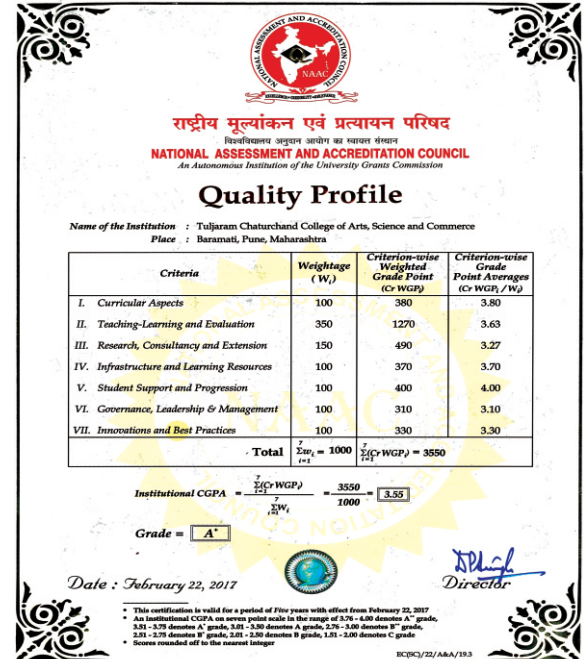 NATIONAL ASSESSMENT AND ACCREDITATION COUNCIL
NAAC
राष्ट्रीय मूल्यांकन एवं प्रत्यायन परिषद
विश्वविद्यालय अनुदान आयोग का स्वायत्त संस्थान
NATIONAL ASSESSMENT AND ACCREDITATION COUNCIL
An Autonomous Institution of the University Grants Commission
Quality Profile
Name of the Institution : Tuljaram Chaturchand College of Arts, Science and Commerce
Place : Baramati, Pune, Maharashtra
Criteria Weightage (Wᵢ) Criterion-wise Weighted Grade Point (Cr WGPᵢ) Criterion-wise Grade Point Averages (Cr WGPᵢ / Wᵢ)
I. Curricular Aspects 100 380 3.80
II. Teaching-Learning and Evaluation 350 1270 3.63
III. Research, Consultancy and Extension 150 490 3.27
IV. Infrastructure and Learning Resources 100 370 3.70
V. Student Support and Progression 100 400 4.00
VI. Governance, Leadership & Management 100 310 3.10
VII. Innovations and Best Practices 100 330 3.30
Total 7 Σwᵢ i=1 = 1000 7 Σ(Cr WGPᵢ) i=1 = 3550
Institutional CGPA = 7 Σ(Cr WGPᵢ) i=1 / 7 ΣWᵢ i=1 = 3550 / 1000 = 3.55
Grade = A⁺
Date : February 22, 2017
Director
• This certification is valid for a period of Five years with effect from February 22, 2017
• An institutional CGPA on seven point scale in the range of 3.76 - 4.00 denotes A⁺⁺ grade,
3.51 - 3.75 denotes A⁺ grade, 3.01 - 3.50 denotes A grade, 2.76 - 3.00 denotes B⁺⁺ grade,
2.51 - 2.75 denotes B⁺ grade, 2.01 - 2.50 denotes B grade, 1.51 - 2.00 denotes C grade
• Scores rounded off to the nearest integer
EC(SC)/22/A&A/19.3